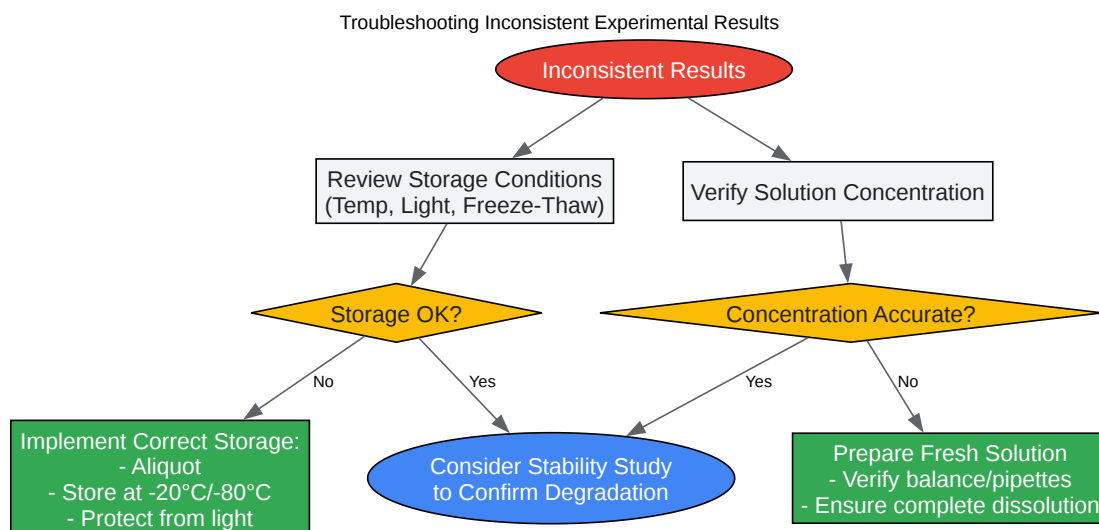 Troubleshooting Inconsistent Experimental Results
Inconsistent Results
Review Storage Conditions
(Temp, Light, Freeze-Thaw)
Verify Solution Concentration
Storage OK?
Concentration Accurate?
No
Yes
Yes
No
Implement Correct Storage:
- Aliquot
- Store at -20°C/-80°C
- Protect from light
Consider Stability Study
to Confirm Degradation
Prepare Fresh Solution
- Verify balance/pipettes
- Ensure complete dissolution